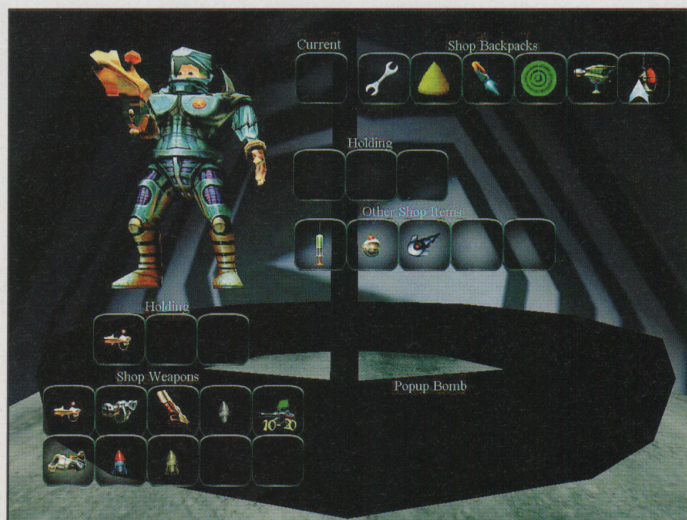 Current
Shop Backpacks
Holding
Other Shop Items
Holding
Shop Weapons
10-20
Popup Bomb